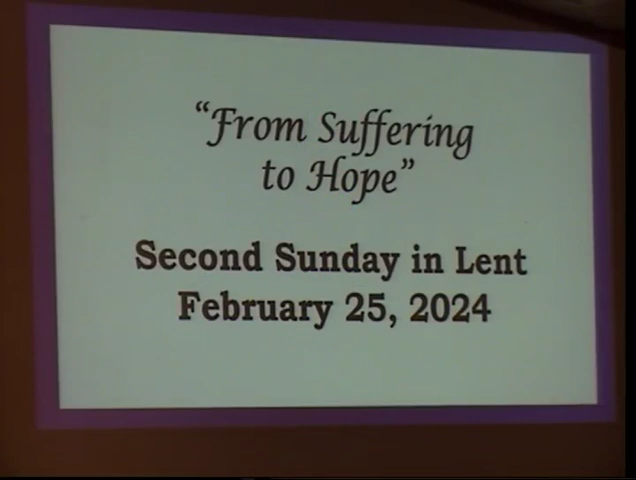 “From Suffering
to Hope”
Second Sunday in Lent
February 25, 2024